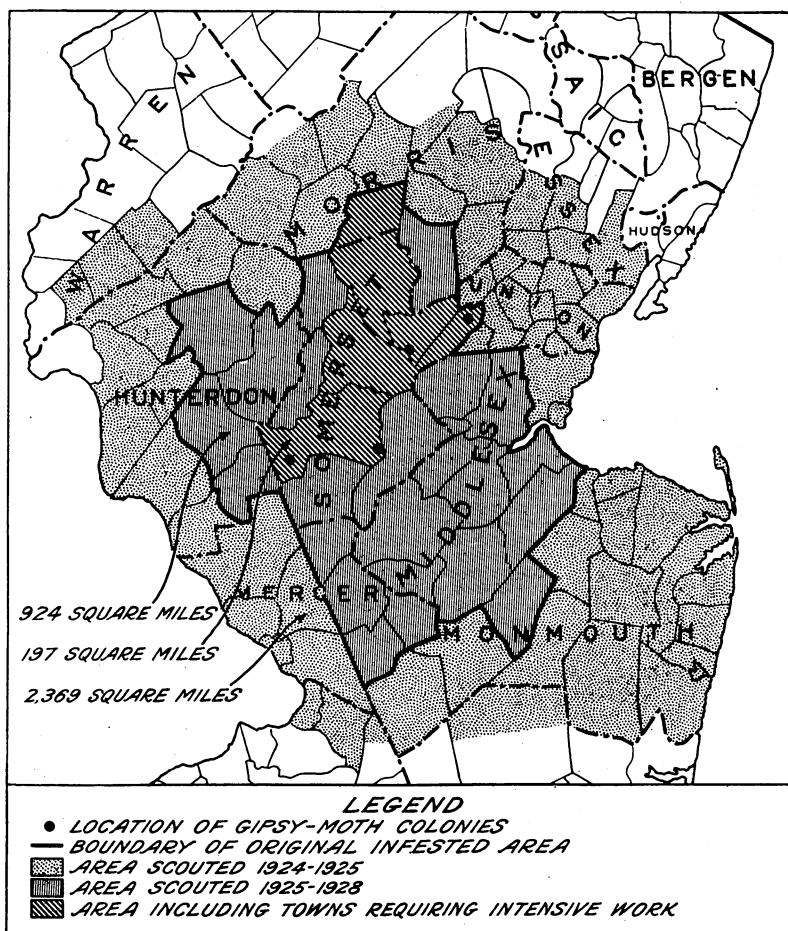 WARREN
MORRIS
PASSAIC
BERGEN
ESSEX
HUDSON
UNION
HUNTERDON
SOMERSET
MIDDLESEX
MERCER
MONMOUTH
924 SQUARE MILES
197 SQUARE MILES
2,369 SQUARE MILES
LEGEND
LOCATION OF GIPSY-MOTH COLONIES
BOUNDARY OF ORIGINAL INFESTED AREA
AREA SCOUTED 1924-1925
AREA SCOUTED 1925-1928
AREA INCLUDING TOWNS REQUIRING INTENSIVE WORK